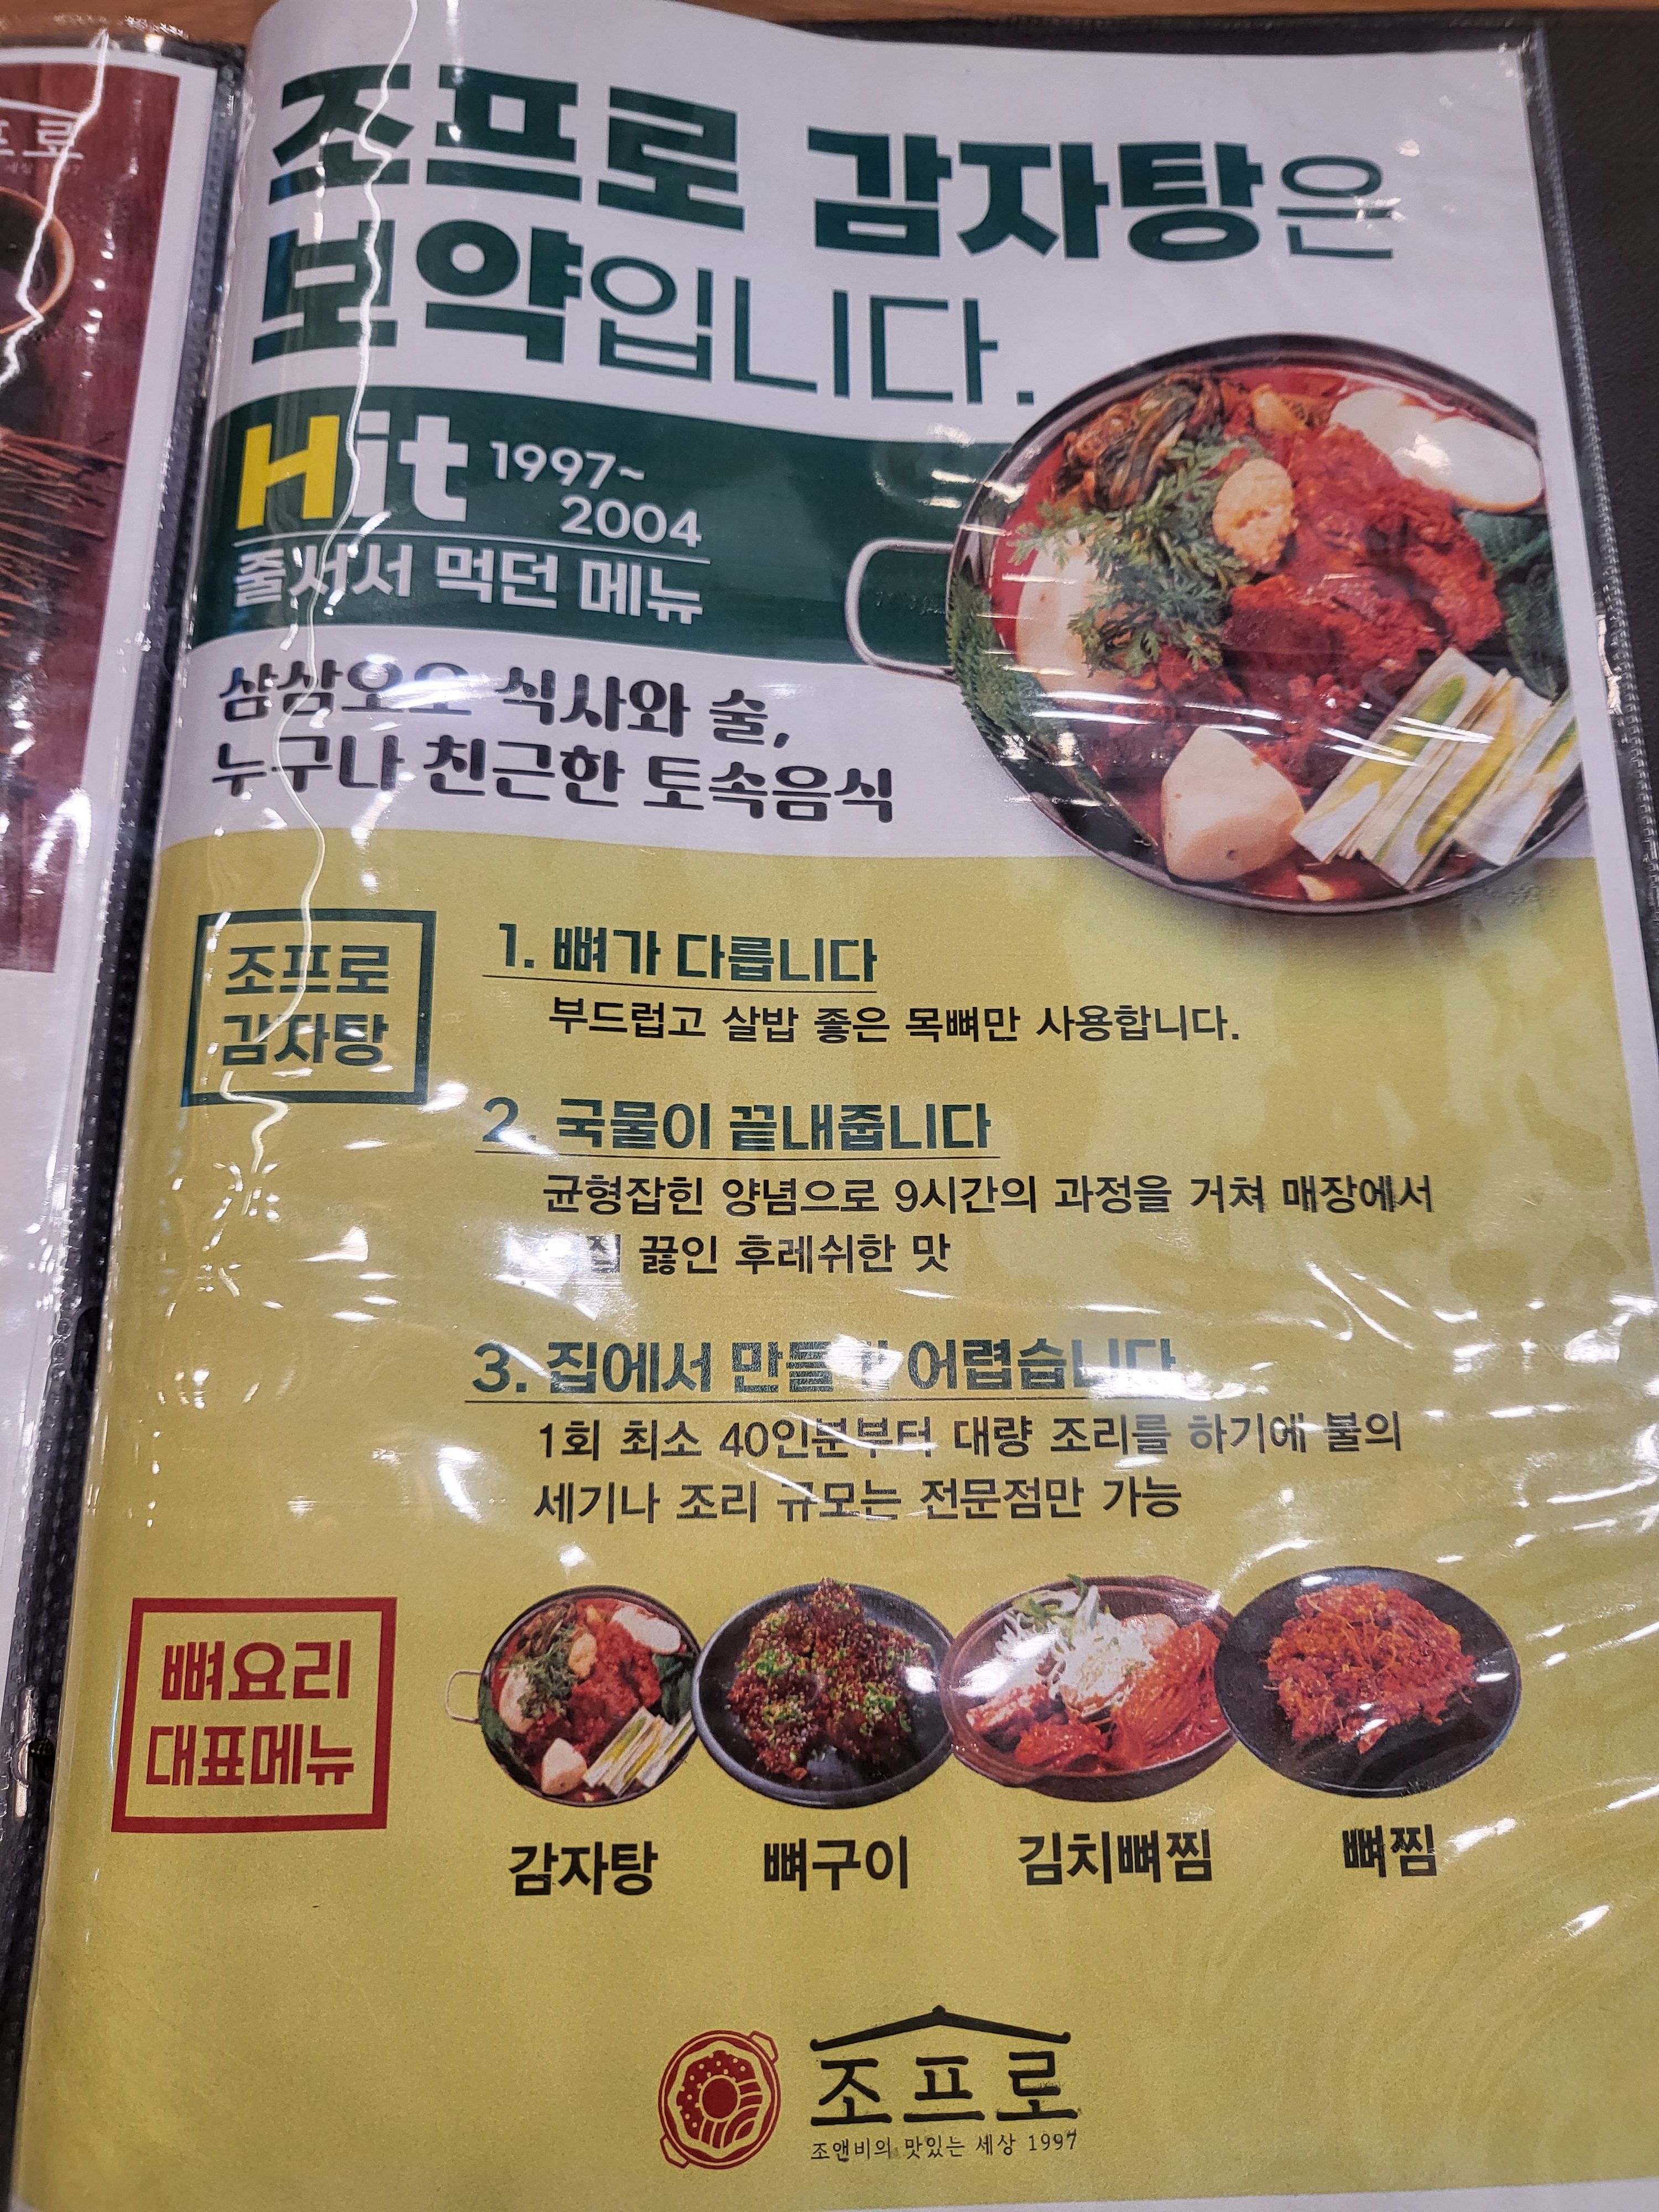 프로
조프로 감자탕은
보약입니다.
Hit 1997~
2004
줄서서 먹던 메뉴
삼삼오오 식사와 술,
누구나 친근한 토속음식
조프로
감자탕
1. 뼈가 다릅니다
부드럽고 살밥 좋은 목뼈만 사용합니다.
2. 국물이 끝내줍니다
균형잡힌 양념으로 9시간의 과정을 거쳐 매장에서
끓인 후레쉬한 맛
3. 집에서 만들기 어렵습니다
1회 최소 40인분부터 대량 조리를 하기에 불의
세기나 조리 규모는 전문점만 가능
뼈요리
대표메뉴
감자탕
뼈구이
김치뼈찜
뼈찜
조프로
조앤비의 맛있는 세상 1997